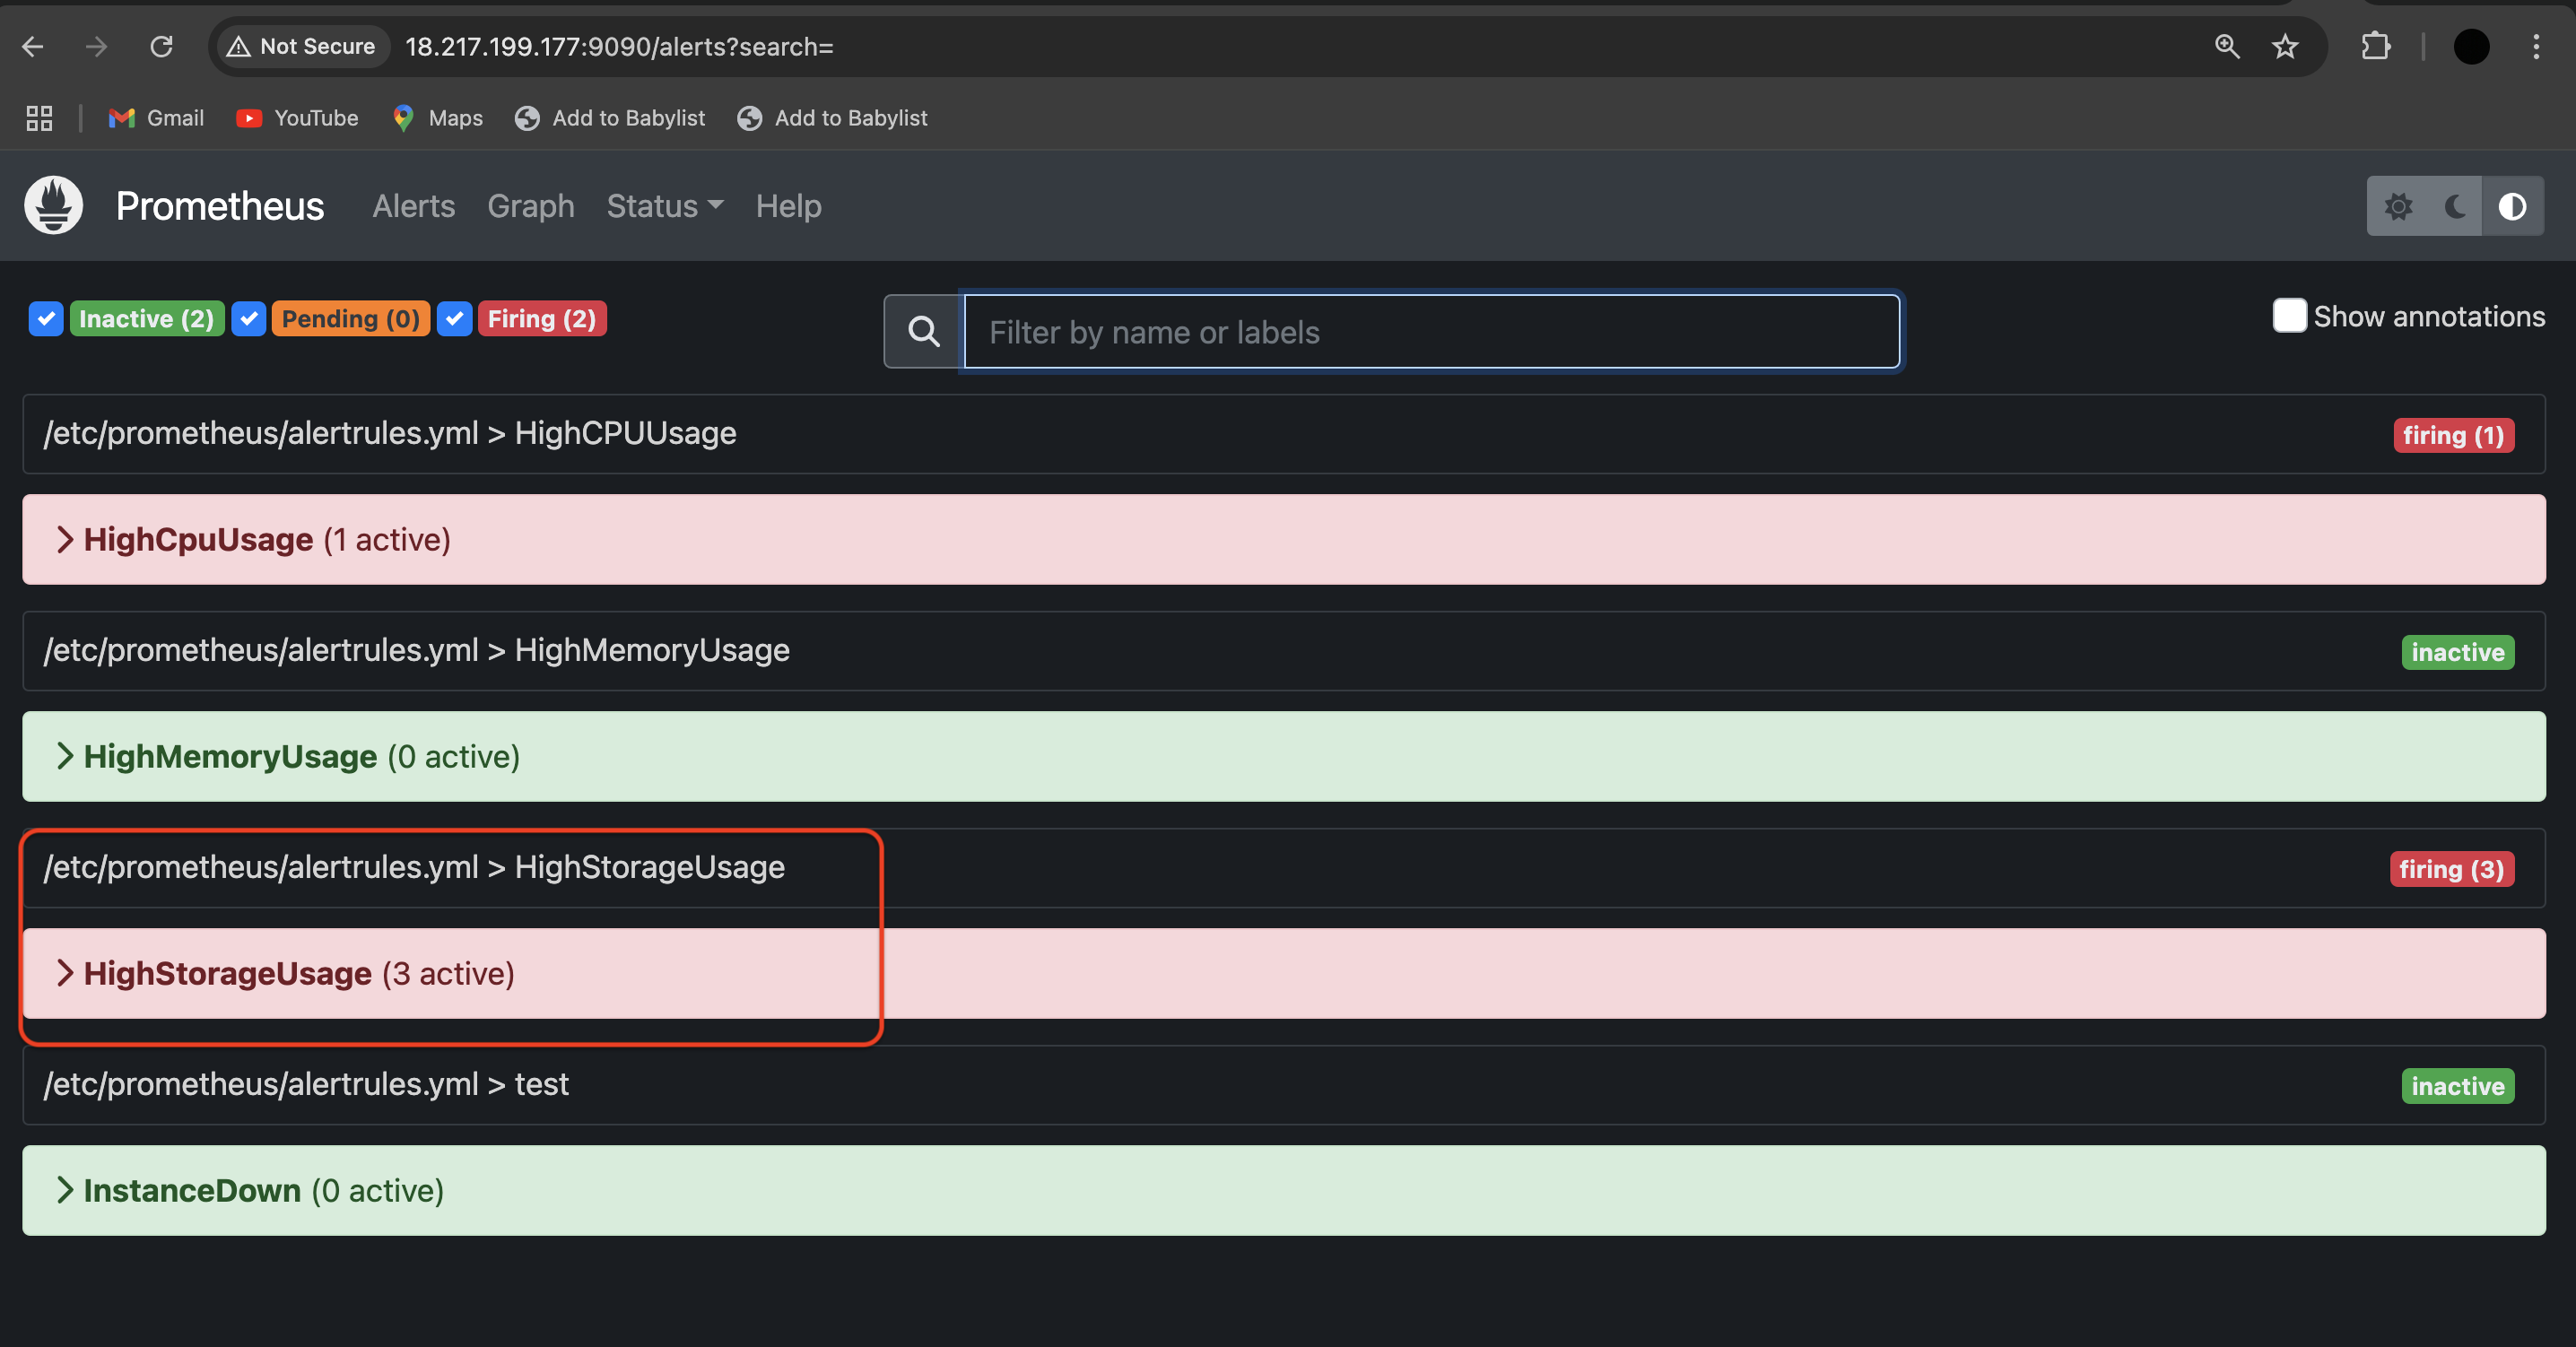 Not Secure 18.217.199.177:9090/alerts?search=
Gmail YouTube Maps Add to Babylist Add to Babylist
Prometheus Alerts Graph Status Help
Inactive (2) Pending (0) Firing (2) Filter by name or labels Show annotations
/etc/prometheus/alertrules.yml > HighCPUUsage firing (1)
HighCpuUsage (1 active)
/etc/prometheus/alertrules.yml > HighMemoryUsage inactive
HighMemoryUsage (0 active)
/etc/prometheus/alertrules.yml > HighStorageUsage firing (3)
HighStorageUsage (3 active)
/etc/prometheus/alertrules.yml > test inactive
InstanceDown (0 active)